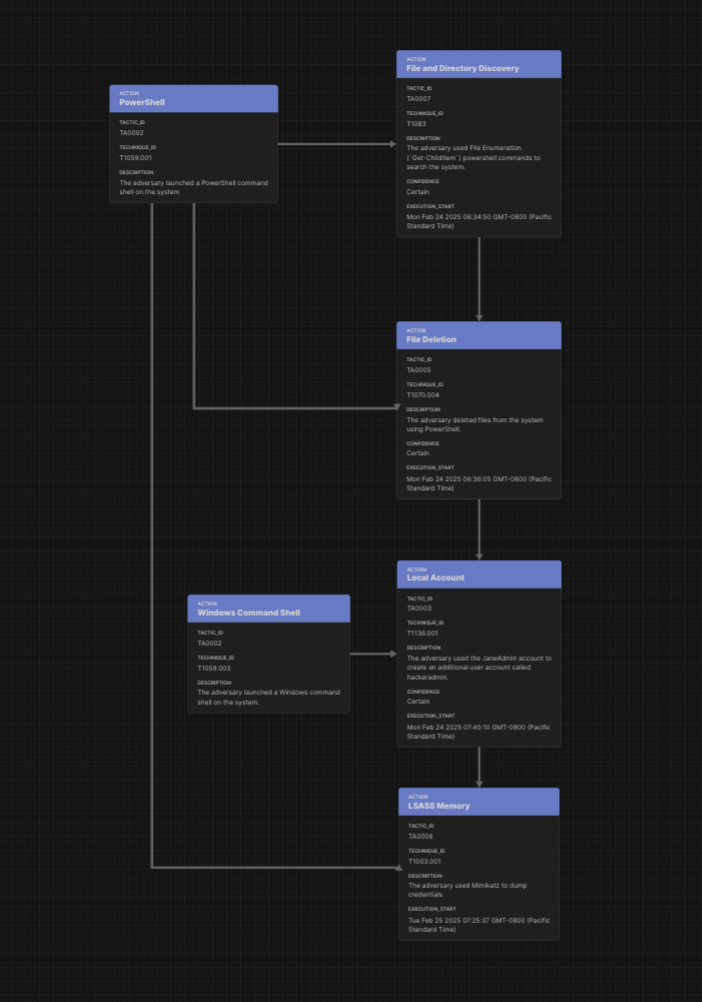 ACTION
PowerShell
TACTIC_ID
TA0002
TECHNIQUE_ID
T1059.001
DESCRIPTION
The adversary launched a PowerShell command
shell on the system
ACTION
File and Directory Discovery
TACTIC_ID
TA0007
TECHNIQUE_ID
T1083
DESCRIPTION
The adversary used File Enumeration
(`Get-ChildItem`) powershell commands to
search the system.
CONFIDENCE
Certain
EXECUTION_START
Mon Feb 24 2025 06:34:50 GMT-0800 (Pacific
Standard Time)
ACTION
File Deletion
TACTIC_ID
TA0005
TECHNIQUE_ID
T1070.004
DESCRIPTION
The adversary deleted files from the system
using PowerShell.
CONFIDENCE
Certain
EXECUTION_START
Mon Feb 24 2025 06:36:05 GMT-0800 (Pacific
Standard Time)
ACTION
Windows Command Shell
TACTIC_ID
TA0002
TECHNIQUE_ID
T1059.003
DESCRIPTION
The adversary launched a Windows command
shell on the system.
ACTION
Local Account
TACTIC_ID
TA0003
TECHNIQUE_ID
T1136.001
DESCRIPTION
The adversary used the JaneAdmin account to
create an additional user account called
hackeradmin.
CONFIDENCE
Certain
EXECUTION_START
Mon Feb 24 2025 07:40:10 GMT-0800 (Pacific
Standard Time)
ACTION
LSASS Memory
TACTIC_ID
TA0006
TECHNIQUE_ID
T1003.001
DESCRIPTION
The adversary used Mimikatz to dump
credentials
EXECUTION_START
Tue Feb 25 2025 07:25:37 GMT-0800 (Pacific
Standard Time)